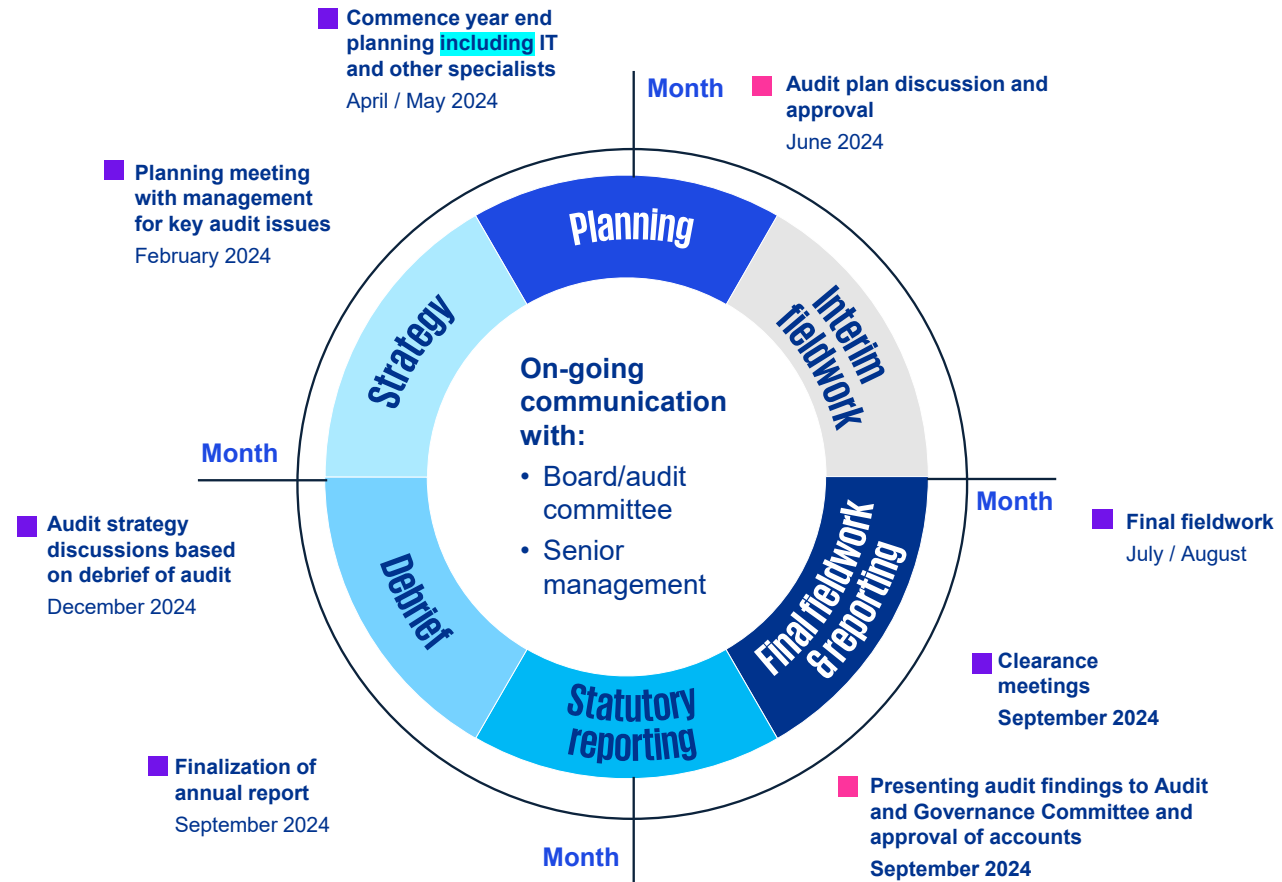 Commence year end
planning including IT
and other specialists
April / May 2024
Month
Audit plan discussion and
approval
June 2024
Planning meeting
with management
for key audit issues
February 2024
Planning
Interim
fieldwork
Strategy
On-going
communication
with:
• Board/audit
committee
• Senior
management
Month
Month
Final fieldwork
July / August
Audit strategy
discussions based
on debrief of audit
December 2024
Debrief
Final fieldwork
& reporting
Statutory
reporting
Clearance
meetings
September 2024
Finalization of
annual report
September 2024
Presenting audit findings to Audit
and Governance Committee and
approval of accounts
September 2024
Month